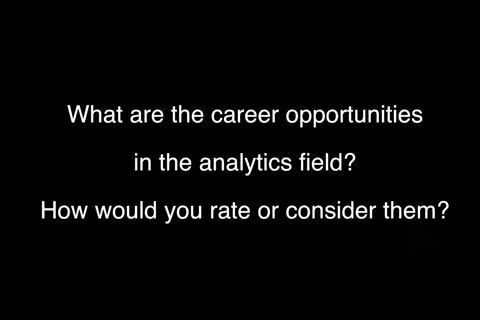 What are the career opportunities
in the analytics field?
How would you rate or consider them?